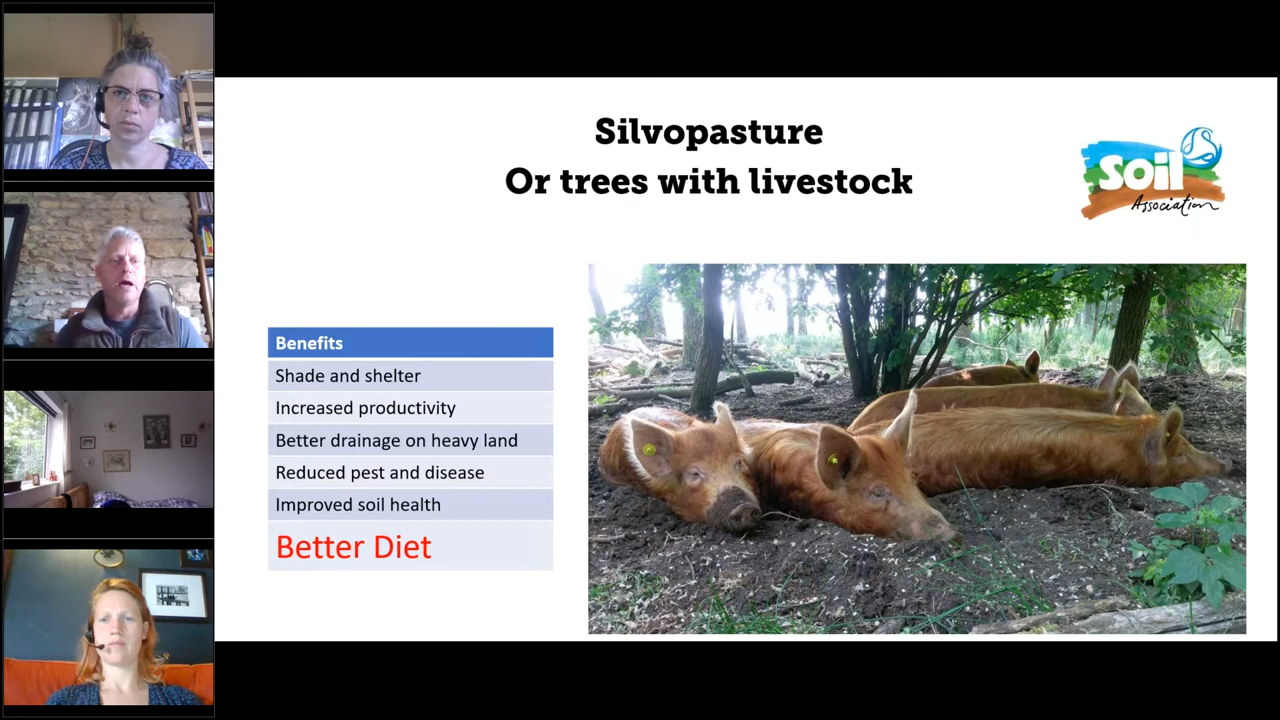 Silvopasture
Or trees with livestock
Soil
Association
Benefits
Shade and shelter
Increased productivity
Better drainage on heavy land
Reduced pest and disease
Improved soil health
Better Diet